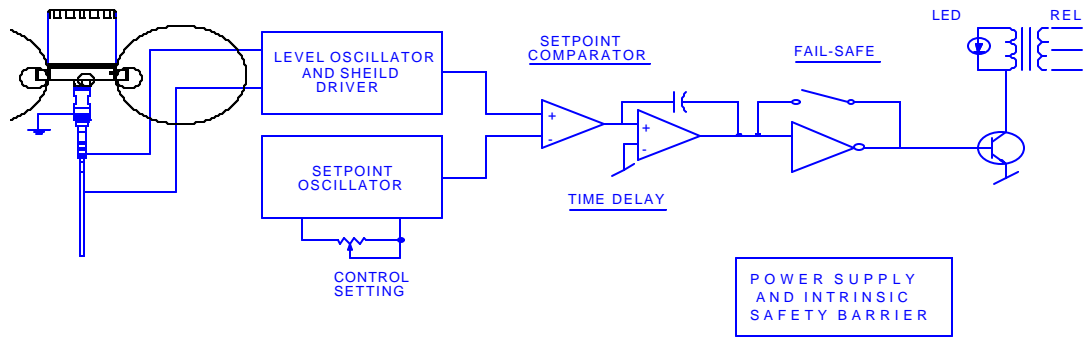 LED
REL
SETPOINT
COMPARATOR
FAIL-SAFE
LEVEL OSCILLATOR
AND SHEILD
DRIVER
+
-
+
-
SETPOINT
OSCILLATOR
TIME DELAY
CONTROL
SETTING
POWER SUPPLY
AND INTRINSIC
SAFETY BARRIER